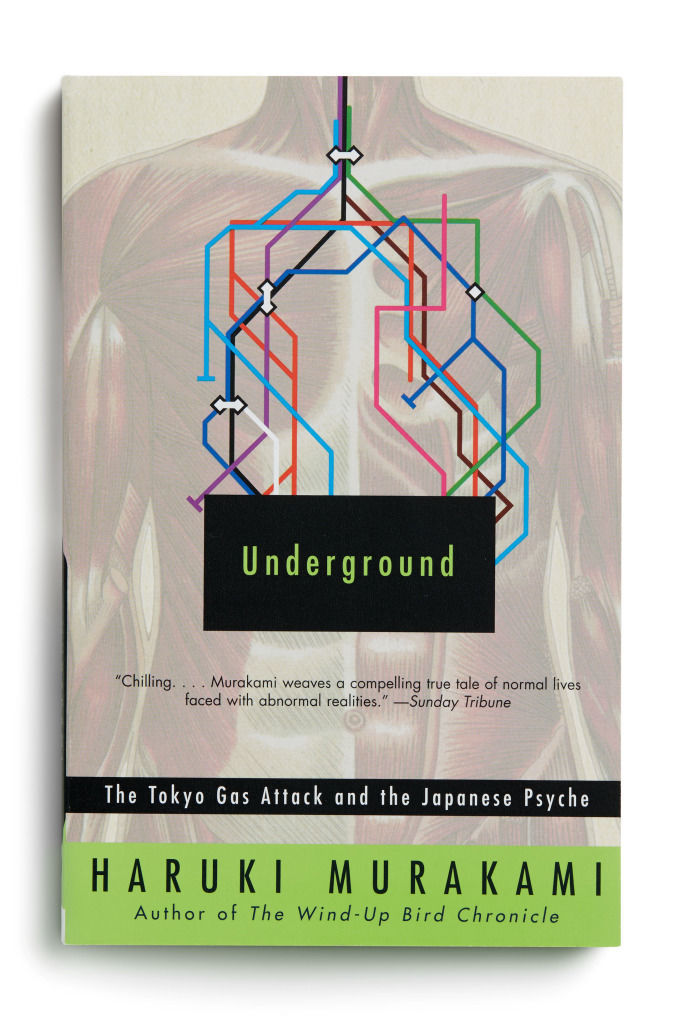 Underground
“Chilling. . . . Murakami weaves a compelling true tale of normal lives
faced with abnormal realities.” —Sunday Tribune
The Tokyo Gas Attack and the Japanese Psyche
HARUKI MURAKAMI
Author of The Wind-Up Bird Chronicle